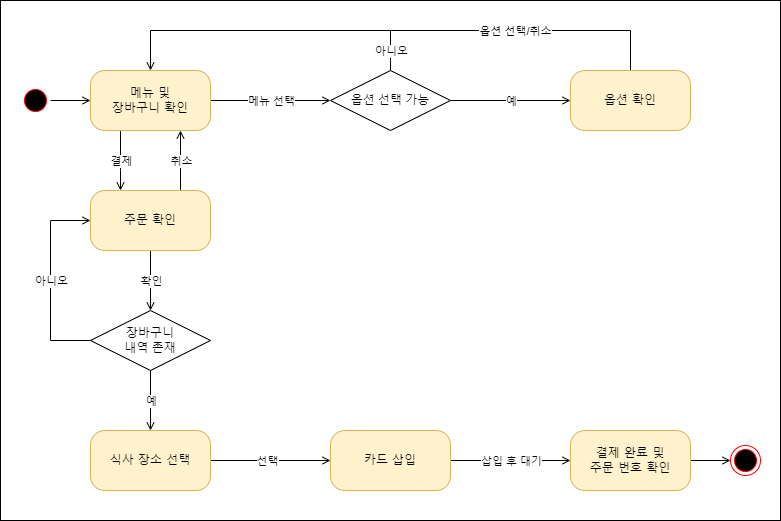 옵션 선택/취소
아니오
메뉴 및
장바구니 확인
메뉴 선택
옵션 선택 가능
예
옵션 확인
결제
취소
주문 확인
아니오
확인
장바구니
내역 존재
예
식사 장소 선택
선택
카드 삽입
삽입 후 대기
결제 완료 및
주문 번호 확인